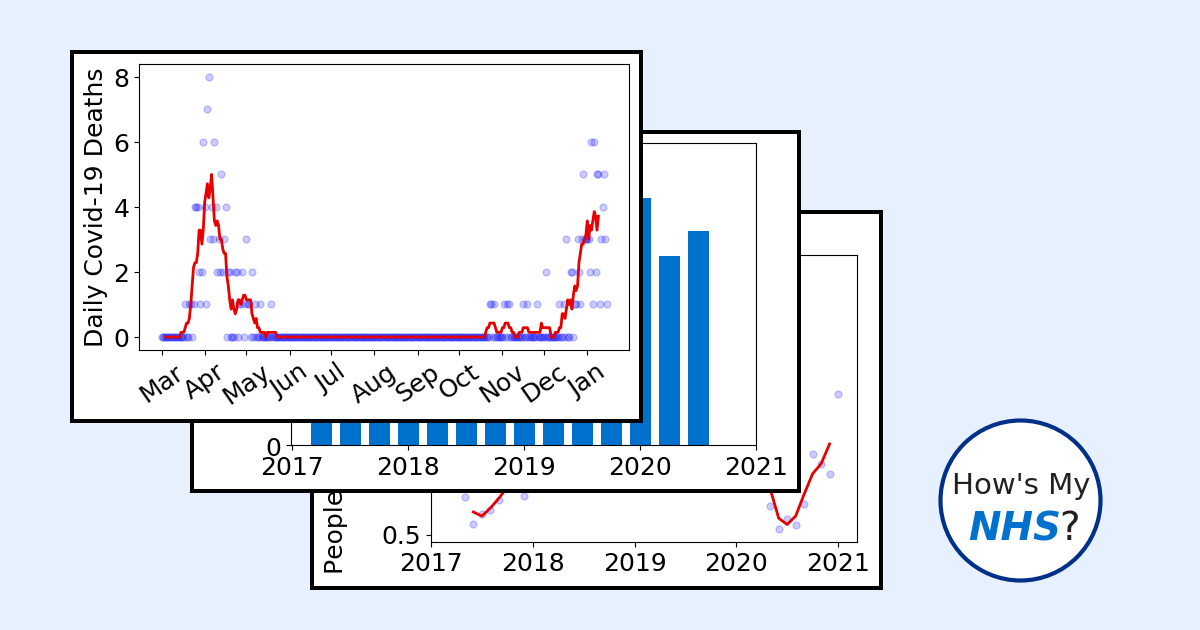 Daily Covid-19 Deaths
8
6
4
2
0
Mar Apr May Jun Jul Aug Sep Oct Nov Dec Jan
0
2017 2018 2019 2020 2021
People
0.5
2017 2018 2019 2020 2021
How's My
NHS?